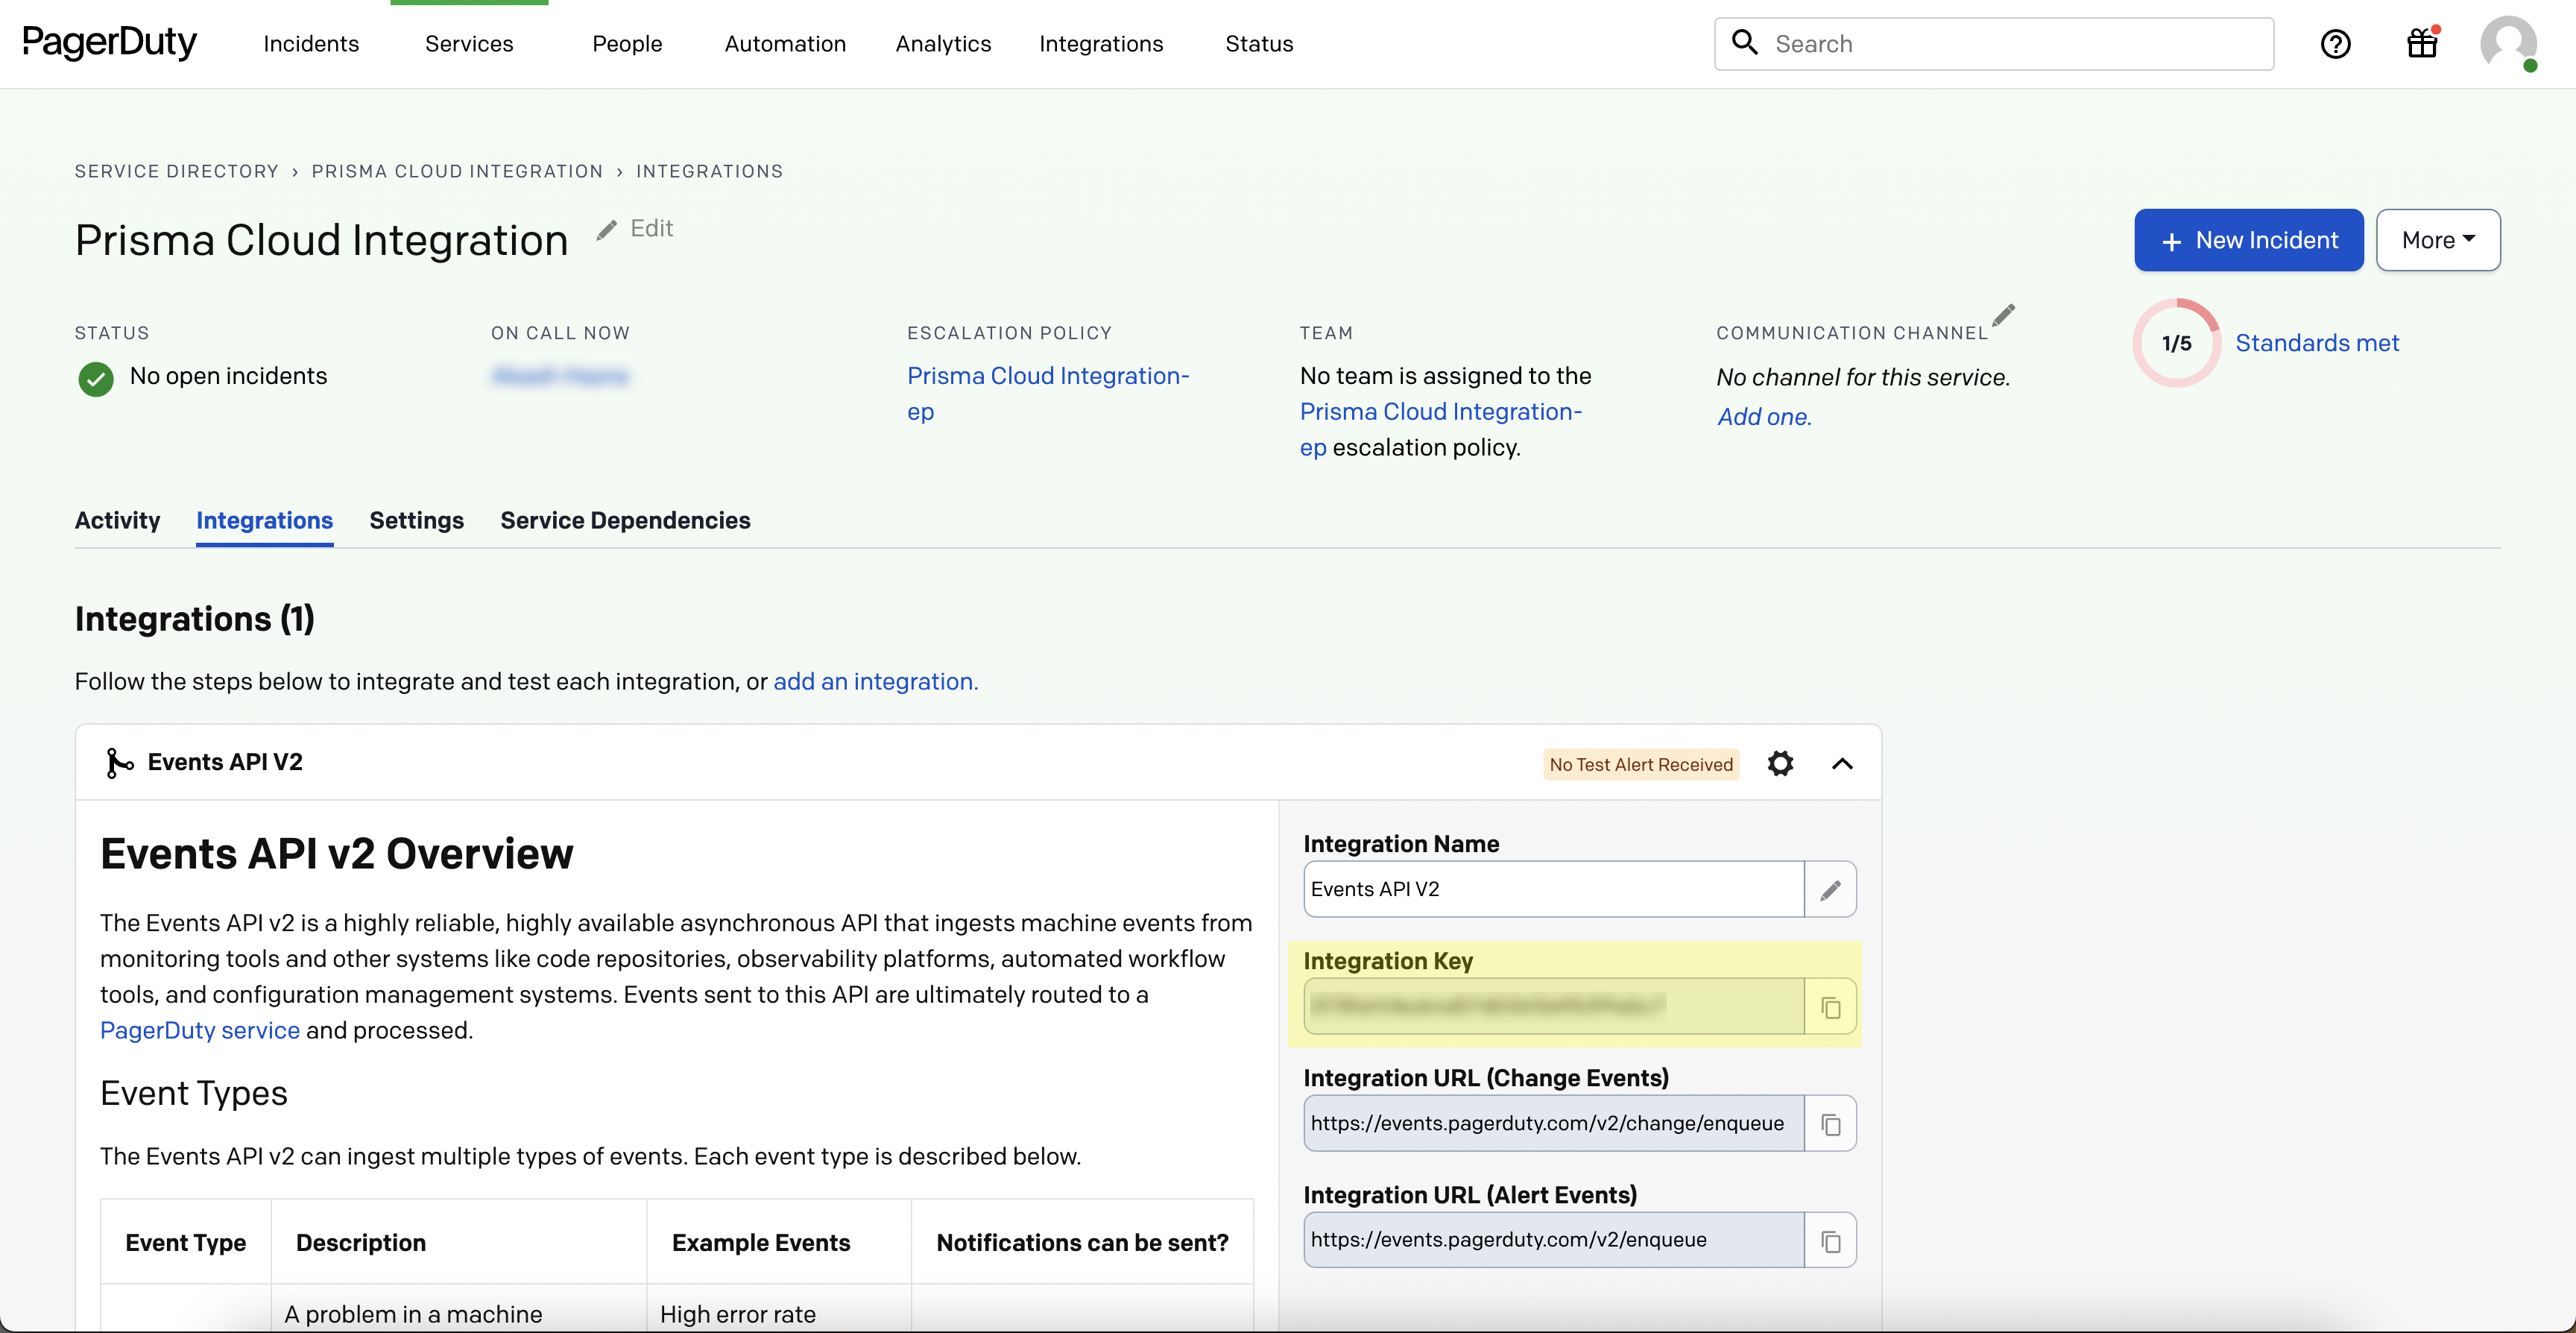 PagerDuty
Incidents
Services
People
Automation
Analytics
Integrations
Status
Search
SERVICE DIRECTORY › PRISMA CLOUD INTEGRATION › INTEGRATIONS
Prisma Cloud Integration
Edit
+ New Incident
More
STATUS
No open incidents
ON CALL NOW
ESCALATION POLICY
Prisma Cloud Integration-
ep
TEAM
No team is assigned to the
Prisma Cloud Integration-
ep escalation policy.
COMMUNICATION CHANNEL
No channel for this service.
Add one.
1/5
Standards met
Activity
Integrations
Settings
Service Dependencies
Integrations (1)
Follow the steps below to integrate and test each integration, or add an integration.
Events API V2
No Test Alert Received
Events API v2 Overview
The Events API v2 is a highly reliable, highly available asynchronous API that ingests machine events from
monitoring tools and other systems like code repositories, observability platforms, automated workflow
tools, and configuration management systems. Events sent to this API are ultimately routed to a
PagerDuty service and processed.
Event Types
The Events API v2 can ingest multiple types of events. Each event type is described below.
Event Type
Description
Example Events
Notifications can be sent?
A problem in a machine
High error rate
Integration Name
Events API V2
Integration Key
Integration URL (Change Events)
https://events.pagerduty.com/v2/change/enqueue
Integration URL (Alert Events)
https://events.pagerduty.com/v2/enqueue